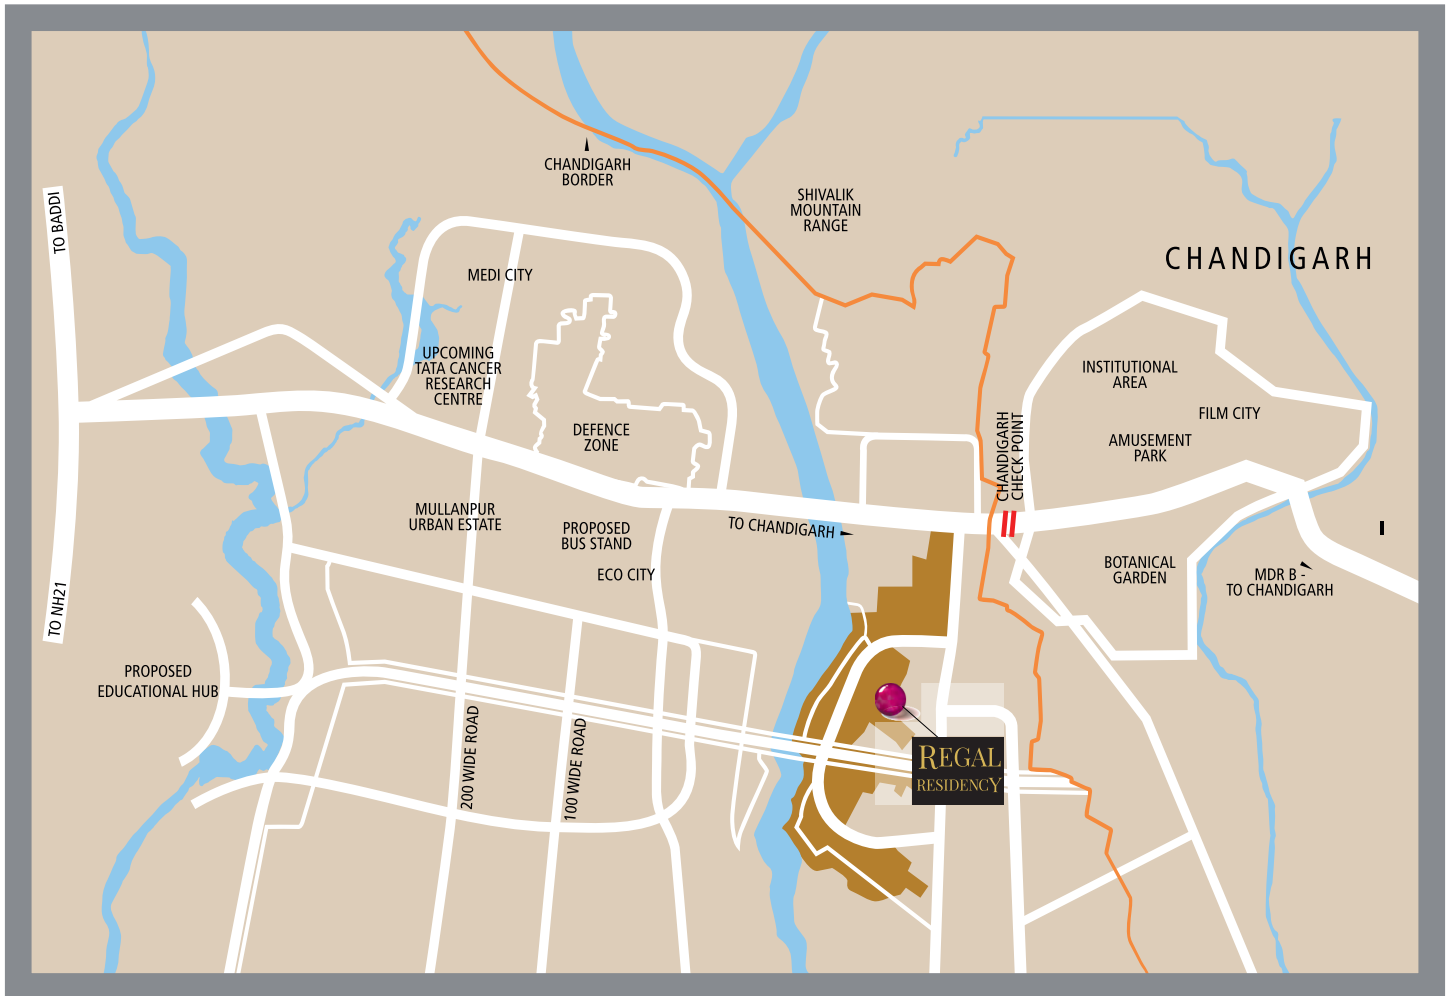 CHANDIGARH
BORDER
SHIVALIK
MOUNTAIN
RANGE
TO BADDI
CHANDIGARH
MEDI CITY
UPCOMING
TATA CANCER
RESEARCH
CENTRE
INSTITUTIONAL
AREA
FILM CITY
DEFENCE
ZONE
AMUSEMENT
PARK
CHANDIGARH
CHECK POINT
MULLANPUR
URBAN ESTATE
PROPOSED
BUS STAND
TO CHANDIGARH
ECO CITY
BOTANICAL
GARDEN
MDR B -
TO CHANDIGARH
TO NH21
PROPOSED
EDUCATIONAL HUB
200 WIDE ROAD
100 WIDE ROAD
REGAL
RESIDENCY